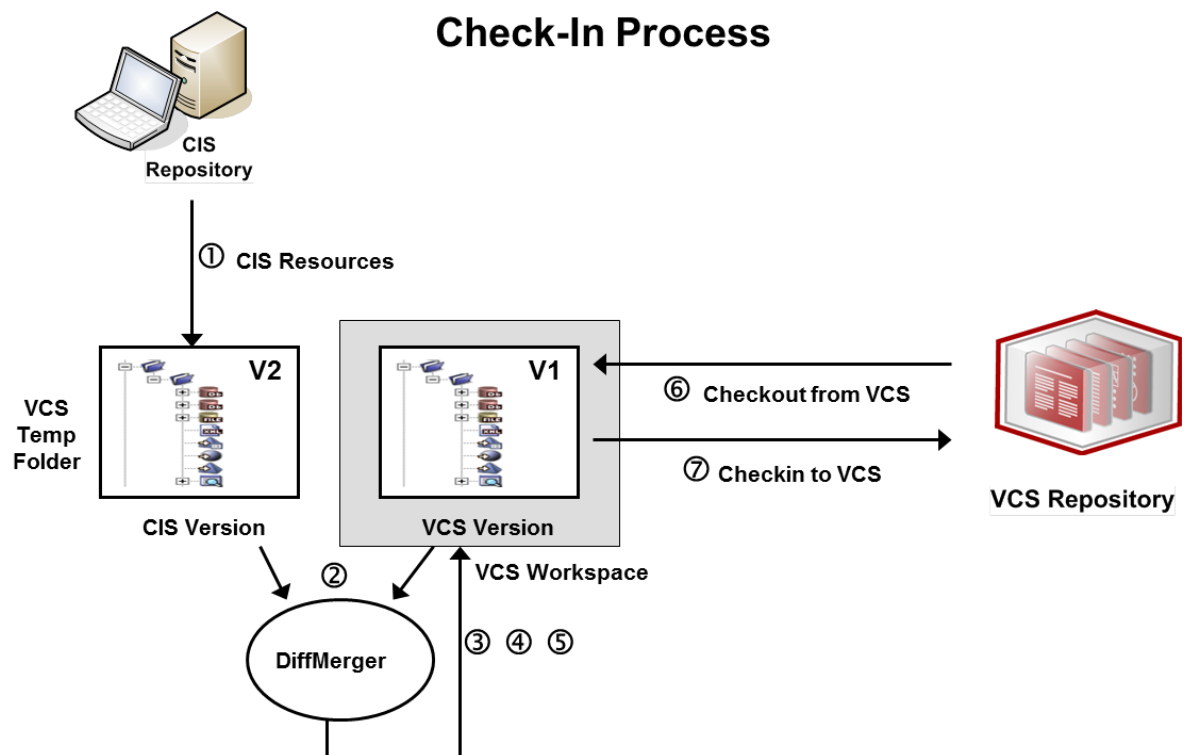 Check-In Process
CIS
Repository
① CIS Resources
V2
V1
VCS
Temp
Folder
⑥ Checkout from VCS
⑦ Checkin to VCS
VCS Repository
CIS Version
VCS Version
②
VCS Workspace
③ ④ ⑤
DiffMerger